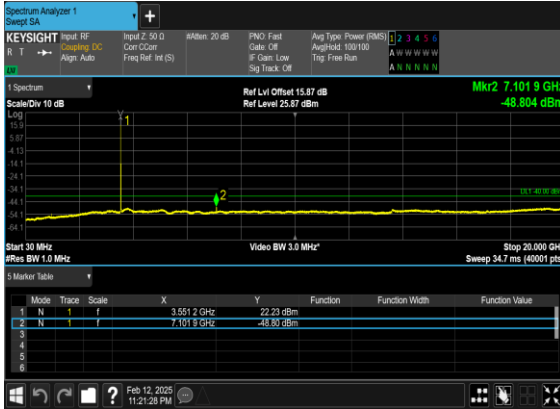 Spectrum Analyzer 1
Swept SA
+
KEYSIGHT
R T
Input: RF
Coupling: DC
Align: Auto
Input Z: 50 Ω
Corr CCorr
Freq Ref: Int (S)
#Atten: 20 dB
PNO: Fast
Gate: Off
IF Gain: Low
Sig Track: Off
Avg Type: Power (RMS)
Avg|Hold: 100/100
Trig: Free Run
1 2 3 4 5 6
A W W W W W
A N N N N N
1 Spectrum
Scale/Div 10 dB
Ref Lvl Offset 15.87 dB
Ref Level 25.87 dBm
Mkr2 7.101 9 GHz
-48.804 dBm
Log
15.9
5.87
-4.13
-14.1
-24.1
-34.1
-44.1
-54.1
-64.1
1
2
DL1 -40.00 dBm
Start 30 MHz
#Res BW 1.0 MHz
Video BW 3.0 MHz*
Stop 20.000 GHz
Sweep 34.7 ms (40001 pts)
5 Marker Table
Mode Trace Scale X Y Function Function Width Function Value
1 N 1 f 3.551 2 GHz 22.23 dBm
2 N 1 f 7.101 9 GHz -48.80 dBm
3
4
5
6
?
Feb 12, 2025
11:21:28 PM